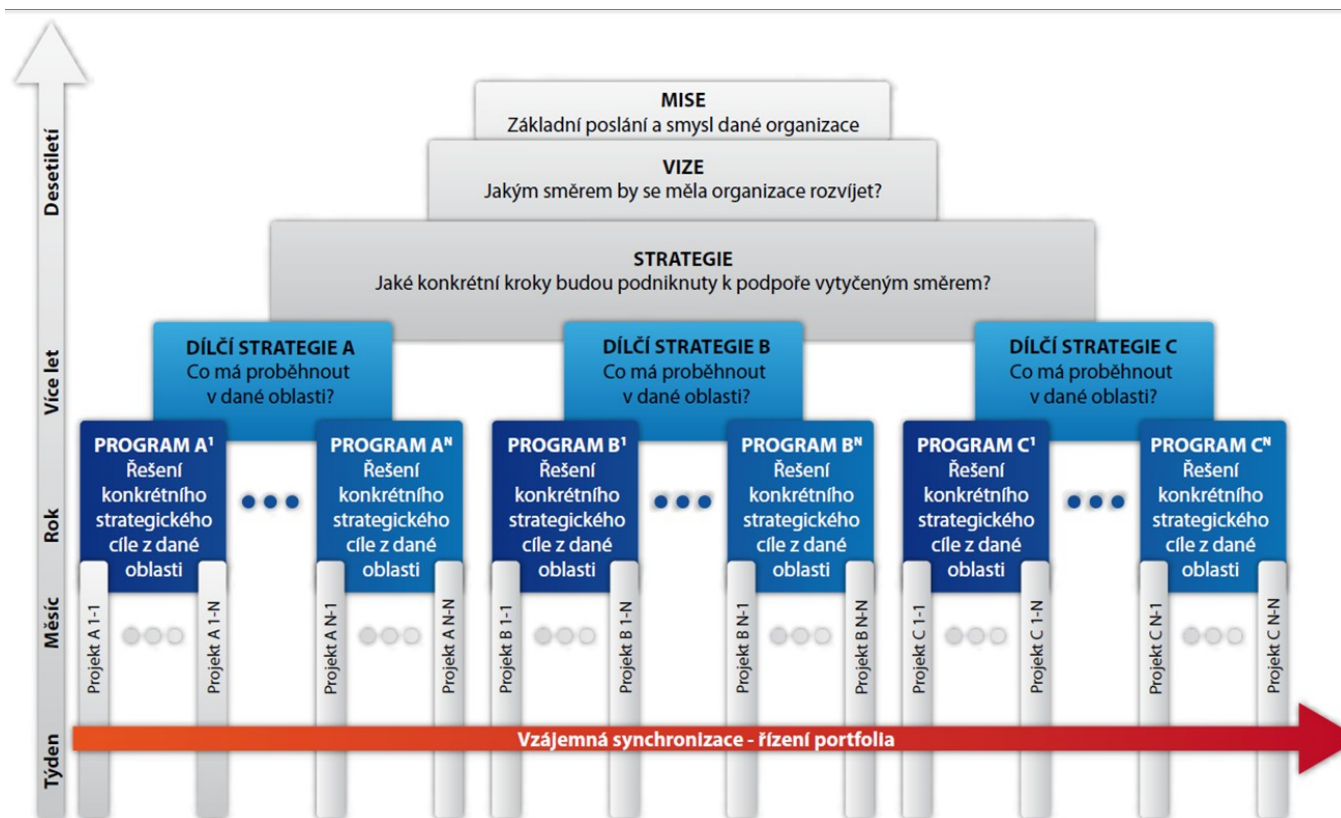 MISE
Základní poslání a smysl dané organizace
VIZE
Jakým směrem by se měla organizace rozvíjet?
STRATEGIE
Jaké konkrétní kroky budou podniknuty k podpoře vytyčeným směrem?
DÍLČÍ STRATEGIE A
Co má proběhnout
v dané oblasti?
DÍLČÍ STRATEGIE B
Co má proběhnout
v dané oblasti?
DÍLČÍ STRATEGIE C
Co má proběhnout
v dané oblasti?
PROGRAM A¹
Řešení
konkrétního
strategického
cíle z dané
oblasti
PROGRAM Aᴺ
Řešení
konkrétního
strategického
cíle z dané
oblasti
PROGRAM B¹
Řešení
konkrétního
strategického
cíle z dané
oblasti
PROGRAM Bᴺ
Řešení
konkrétního
strategického
cíle z dané
oblasti
PROGRAM C¹
Řešení
konkrétního
strategického
cíle z dané
oblasti
PROGRAM Cᴺ
Řešení
konkrétního
strategického
cíle z dané
oblasti
Projekt A 1-1
Projekt A 1-N
Projekt A N-1
Projekt A N-N
Projekt B 1-1
Projekt B 1-N
Projekt B N-1
Projekt B N-N
Projekt C 1-1
Projekt C 1-N
Projekt C N-1
Projekt C N-N
Vzájemná synchronizace - řízení portfolia
Desetiletí
Více let
Rok
Měsíc
Týden